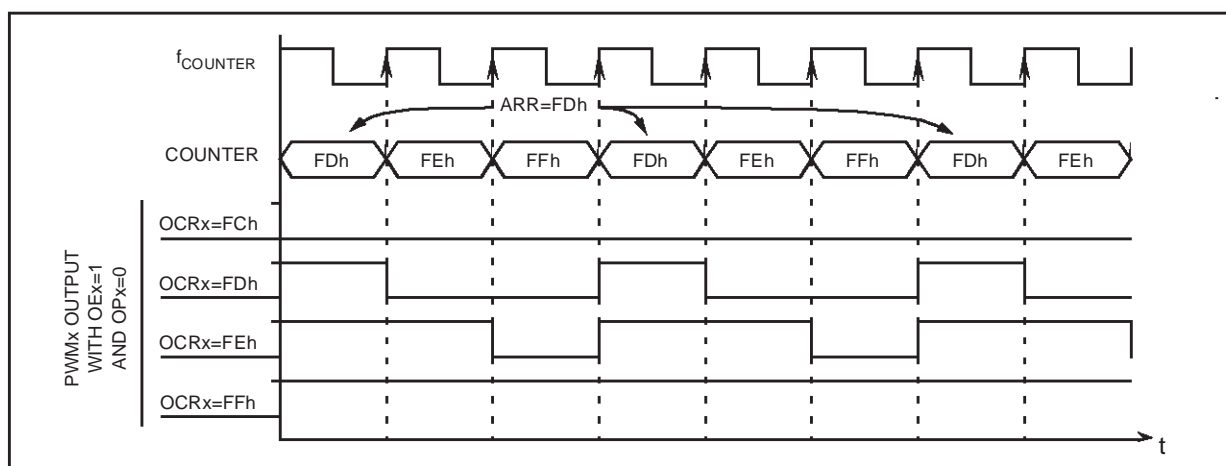 fCOUNTER
ARR=FDh
COUNTER
FDh FEh FFh FDh FEh FFh FDh FEh
PWMx OUTPUT
WITH OEx=1
AND OPx=0
OCRx=FCh
OCRx=FDh
OCRx=FEh
OCRx=FFh
t